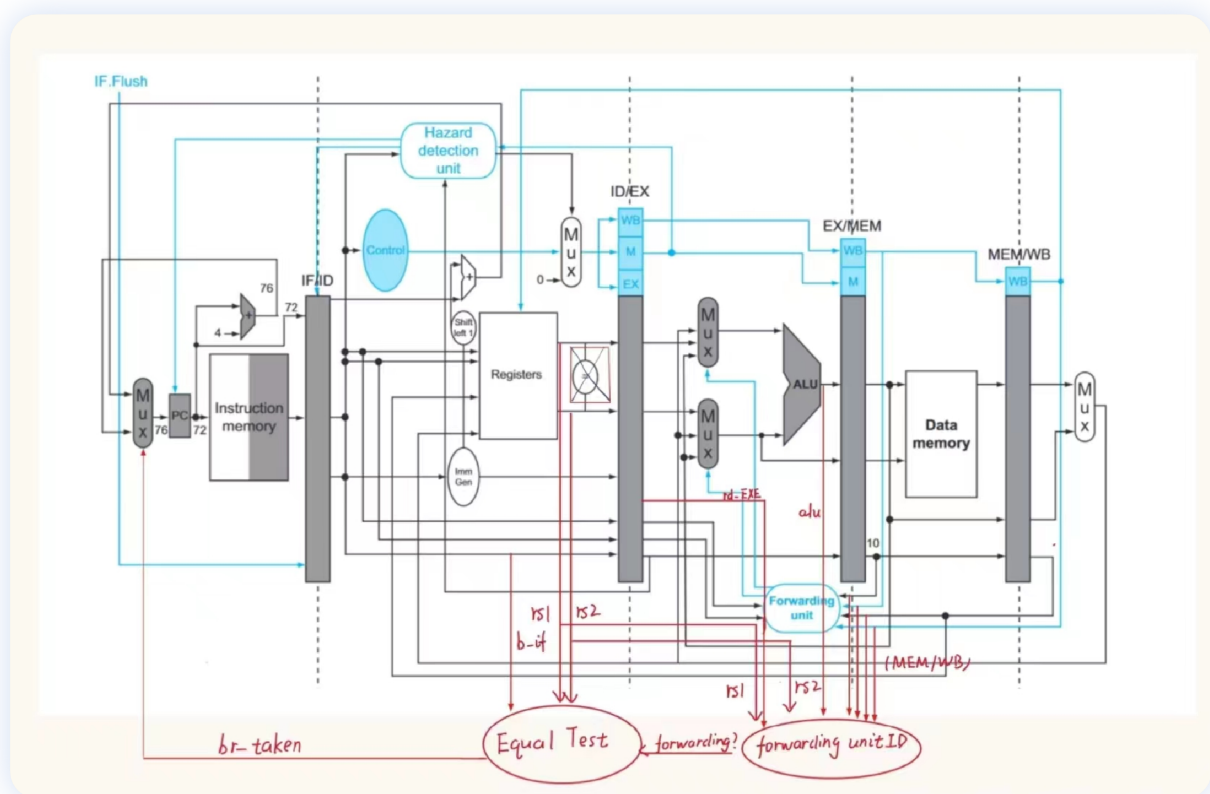 IF.Flush
Hazard
detection
unit
ID/EX
WB
M
EX
Control
M
u
x
0
EX/MEM
WB
M
MEM/WB
WB
IF/ID
76
72
4
+
+
Shift
left 1
Registers
=
M
u
x
M
u
x
ALU
M
u
x
PC
76
72
Instruction
memory
Data
memory
M
u
x
Imm
Gen
rd-EXE
alu
10
Forwarding
unit
rs1
rs2
b-if
(MEM/WB)
rs1
rs2
br-taken
Equal Test
forwarding?
forwarding unit ID